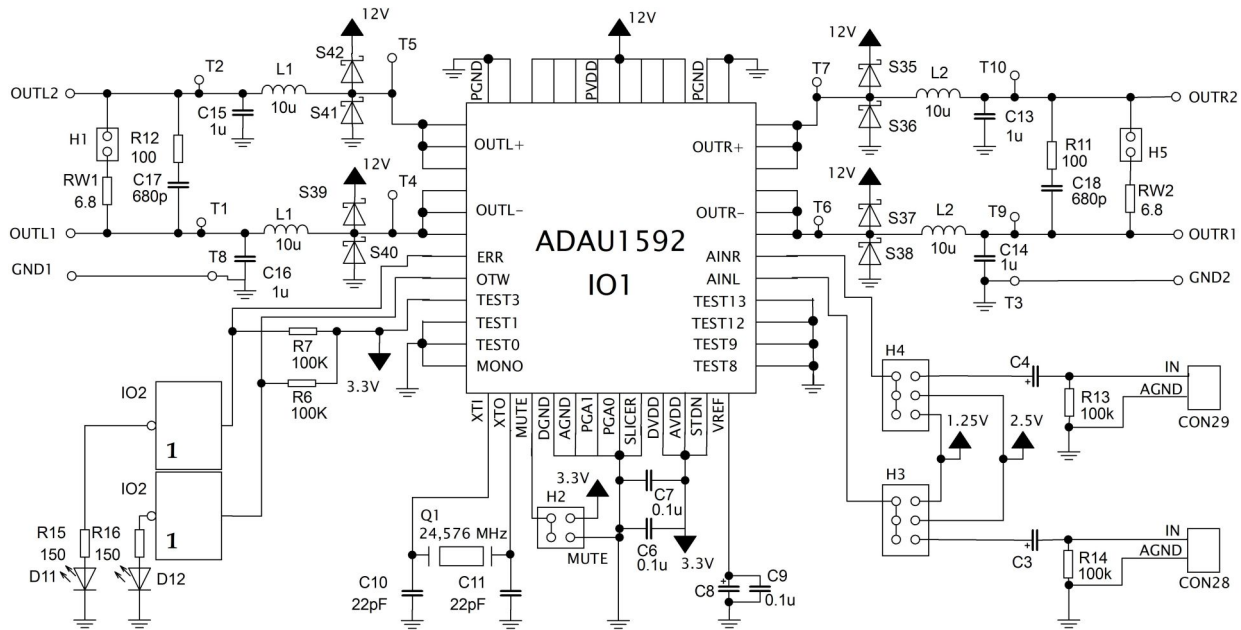 12V
12V
12V
S42
T5
PGND
PVDD
PGND
T7
S35
T10
L2
T2
L1
OUTL2
10u
C15
1u
S41
S36
10u
C13
1u
OUTR2
H1
R12
100
OUTL+
OUTR+
R11
100
H5
RW1
6.8
C17
680p
12V
S39
T4
12V
S37
C18
680p
RW2
6.8
T1
L1
OUTL-
OUTR-
T6
L2
T9
OUTL1
10u
S40
ADAU1592
IO1
S38
10u
C14
1u
OUTR1
GND1
T8
C16
1u
T3
GND2
ERR
OTW
TEST3
TEST1
TEST0
MONO
AINR
AINL
TEST13
TEST12
TEST9
TEST8
R7
100K
3.3V
R6
100K
XTI
XTO
MUTE
DGND
AGND
PGA1
PGA0
SLICER
DVDD
AVDD
STDN
VREF
H4
C4
+
IN
AGND
R13
100k
CON29
1.25V
2.5V
IO2
1
IO2
1
H3
3.3V
H2
MUTE
C7
0.1u
C6
0.1u
3.3V
Q1
24,576 MHz
R15
150
R16
150
D11
D12
C10
22pF
C11
22pF
C8
+
C9
0.1u
C3
+
IN
AGND
R14
100k
CON28